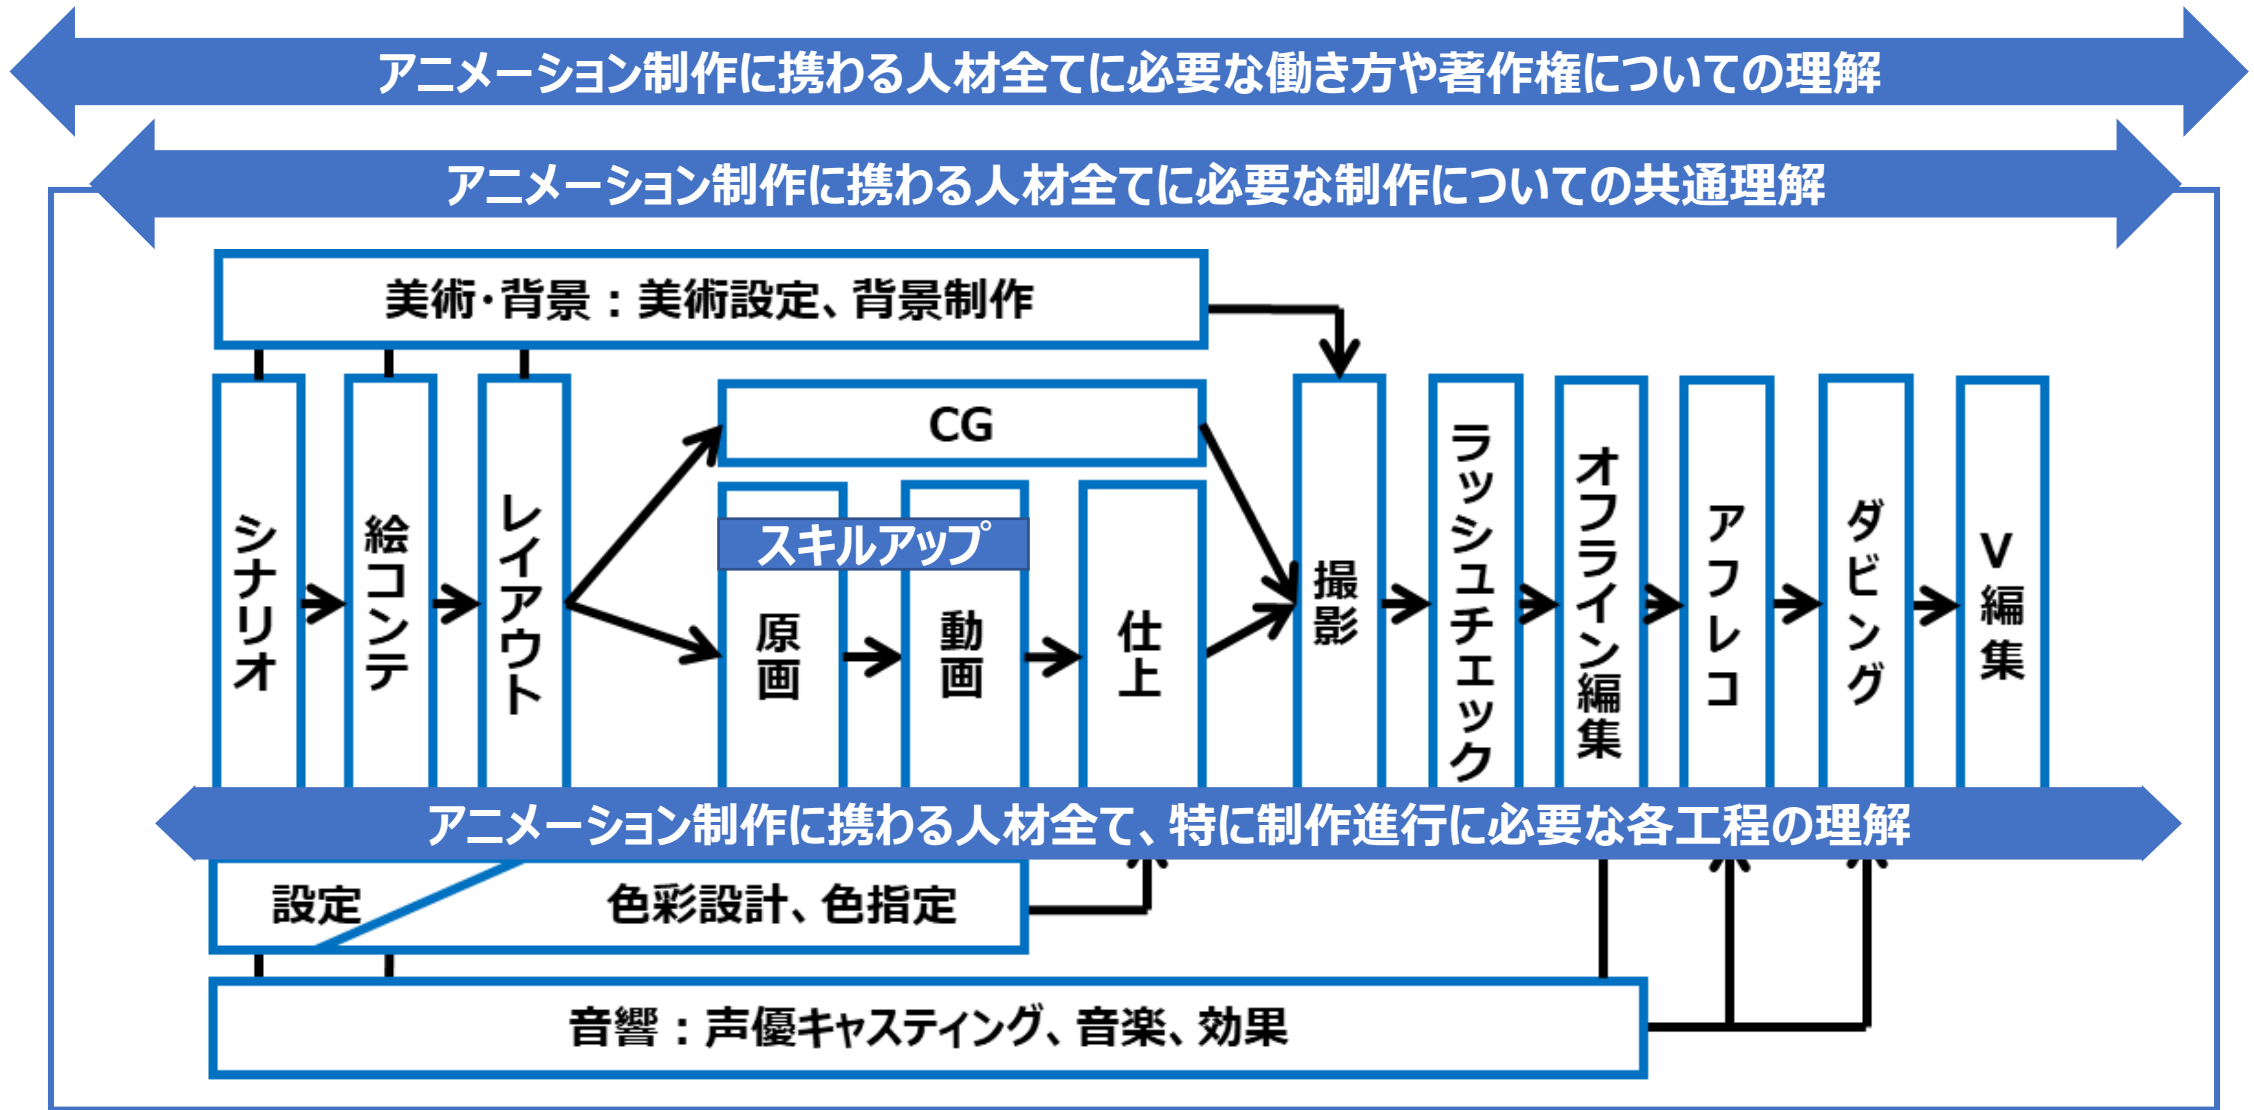 アニメーション制作に携わる人材全てに必要な働き方や著作権についての理解
アニメーション制作に携わる人材全てに必要な制作についての共通理解
美術・背景：美術設定、背景制作
シナリオ
絵コンテ
レイアウト
CG
スキルアップ
原画
動画
仕上
撮影
ラッシュチェック
オフライン編集
アフレコ
ダビング
V編集
アニメーション制作に携わる人材全て、特に制作進行に必要な各工程の理解
設定
色彩設計、色指定
音響：声優キャスティング、音楽、効果